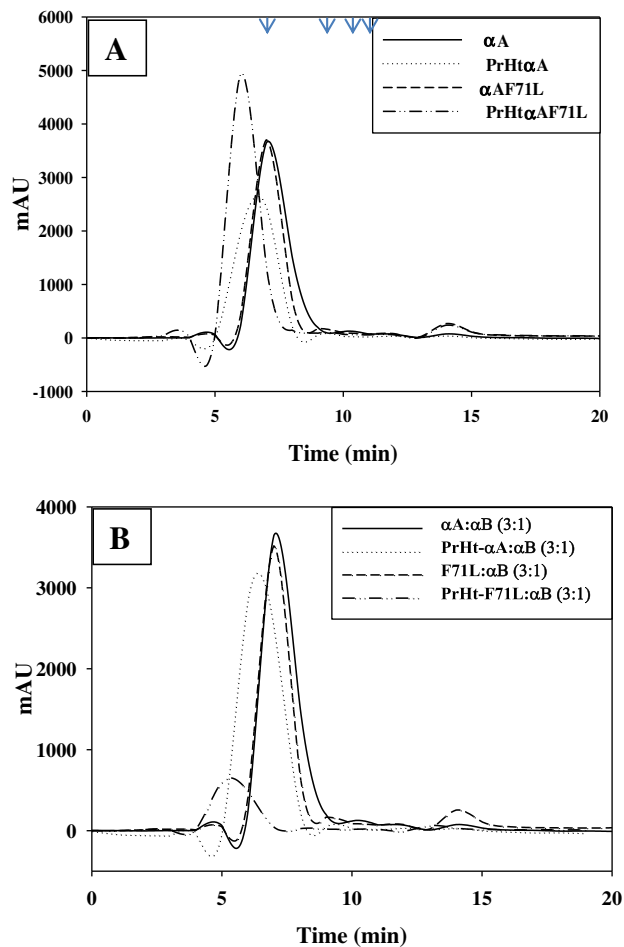 A
αA
PrHtαA
αAF71L
PrHtαAF71L
6000
5000
4000
3000
2000
1000
0
-1000
mAU
0 5 10 15 20
Time (min)
B
αA:αB (3:1)
PrHt-αA:αB (3:1)
F71L:αB (3:1)
PrHt-F71L:αB (3:1)
4000
3000
2000
1000
0
mAU
0 5 10 15 20
Time (min)